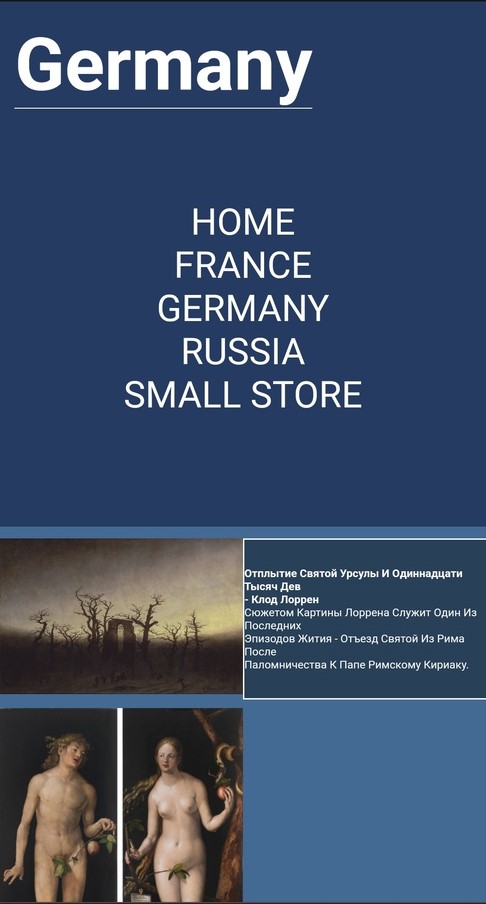 Germany
HOME
FRANCE
GERMANY
RUSSIA
SMALL STORE
Отплытие Святой Урсулы И Одиннадцати
Тысяч Дев
- Клод Лоррен
Сюжетом Картины Лоррена Служит Один Из
Последних
Эпизодов Жития - Отъезд Святой Из Рима
После
Паломничества К Папе Римскому Кириаку.